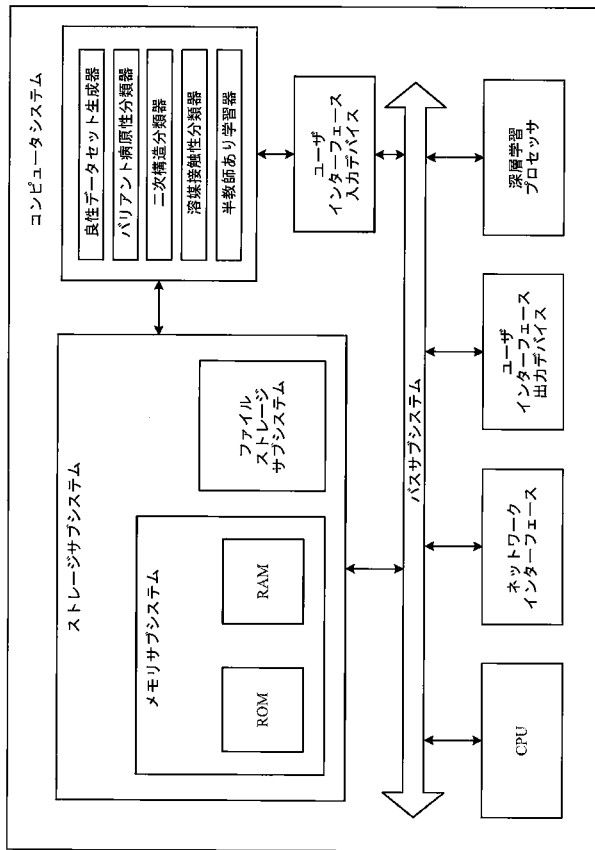 コンピュータシステム
ストレージサブシステム
メモリサブシステム
ROM
RAM
ファイル
ストレージ
サブシステム
良性データセット生成器
バリアント病原性分類器
二次構造分類器
溶媒接触性分類器
半教師あり学習器
ユーザ
インターフェース
入力デバイス
バスサブシステム
CPU
ネットワーク
インターフェース
ユーザ
インターフェース
出力デバイス
深層学習
プロセッサ